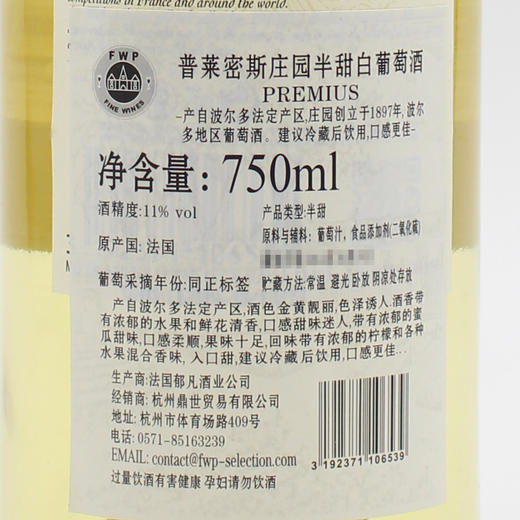 competitions in France and around the world.
FWP
FINE WINES
普莱密斯庄园半甜白葡萄酒
PREMIUS
-产自波尔多法定产区,庄园创立于1897年,波尔
多地区葡萄酒。建议冷藏后饮用,口感更佳-
净含量: 750ml
酒精度:11% vol
产品类型:半甜
原产国:法国
原料与辅料: 葡萄汁, 食品添加剂(二氧化硫)
葡萄采摘年份:同正标签
贮藏方法:常温 避光 卧放 阴凉处存放
产自波尔多法定产区,酒色金黄靓丽,色泽诱人,酒香带
有浓郁的水果和鲜花清香,口感甜味迷人,带有浓郁的蜜
瓜甜味,口感柔顺,果味十足,回味带有浓郁的柠檬和各种
水果混合香味, 入口甜,建议冷藏后饮用,口感更佳...
生产商:法国郁凡酒业公司
经销商: 杭州鼎世贸易有限公司
地址: 杭州市体育场路409号
电话: 0571-85163239
EMAIL: contact@fwp-selection.com
过量饮酒有害健康 孕妇请勿饮酒
3 192371 106539